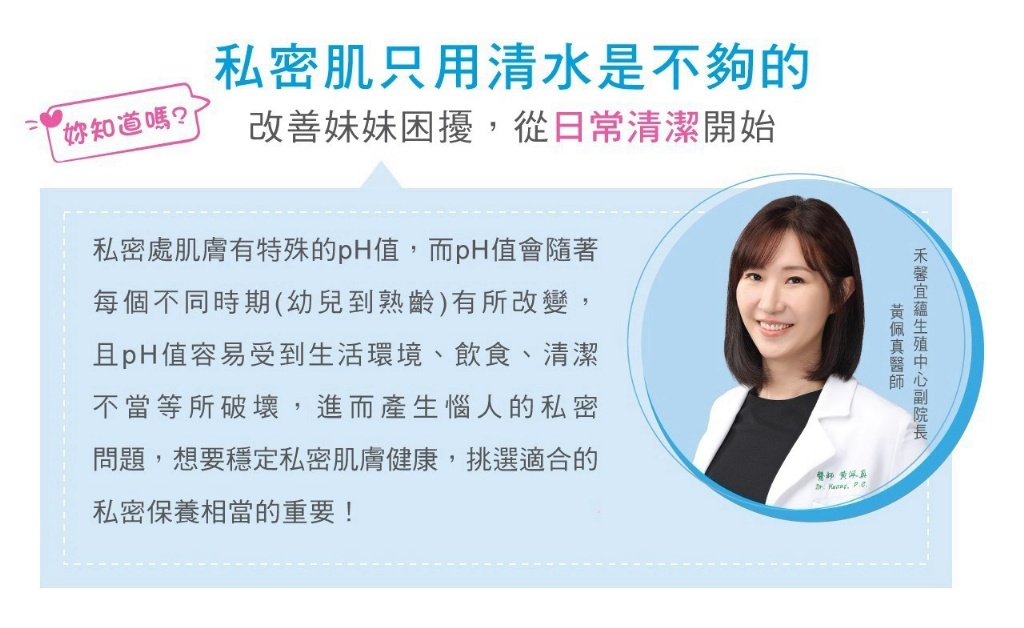 私密肌只用清水是不夠的
妳知道嗎?
改善妹妹困擾，從日常清潔開始
私密處肌膚有特殊的pH值，而pH值會隨著
每個不同時期(幼兒到熟齡)有所改變，
且pH值容易受到生活環境、飲食、清潔
不當等所破壞，進而產生惱人的私密
問題，想要穩定私密肌膚健康，挑選適合的
私密保養相當的重要！
禾馨宜蘊生殖中心副院長
黃佩真醫師
醫師 黃佩真
Dr. Huang, P.C.